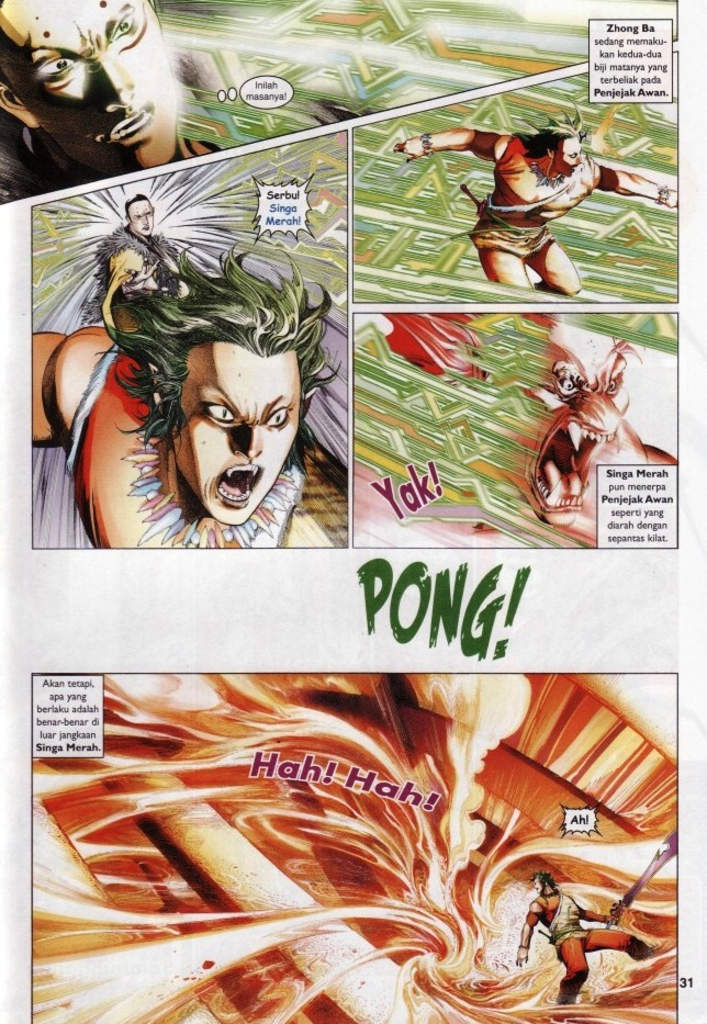 Zhong Ba
sedang memaku-
kan kedua-dua
biji matanya yang
terbeliak pada
Penjejak Awan.
Inilah
masanya!
Serbu!
Singa
Merah!
Yak!
Singa Merah
pun menerpa
Penjejak Awan
seperti yang
diarah dengan
sepantas kilat.
PONG!
Akan tetapi,
apa yang
berlaku adalah
benar-benar di
luar jangkaan
Singa Merah.
Hah! Hah!
Ah!
31